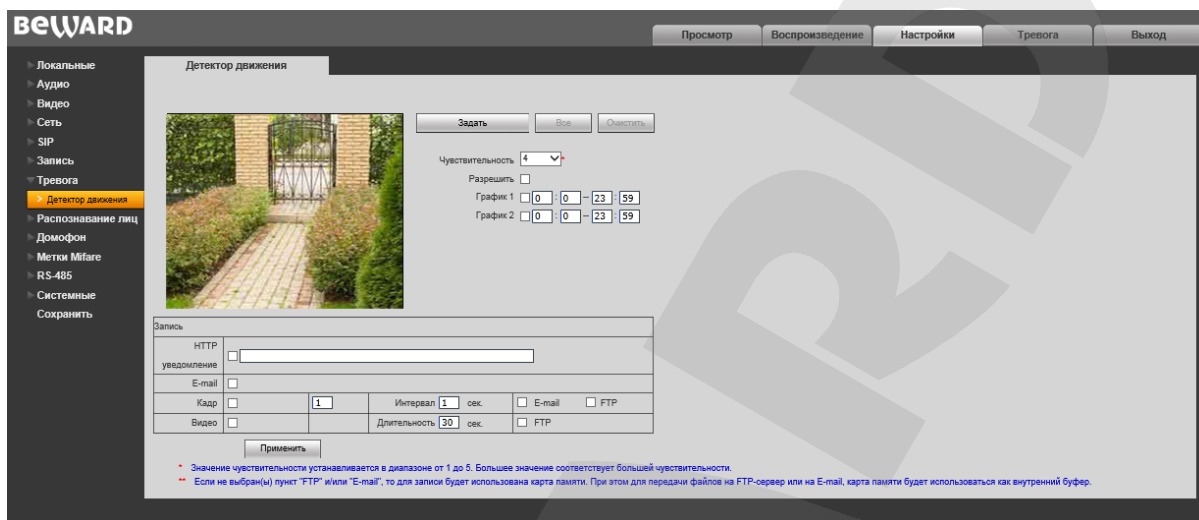 BEWARD
Просмотр Воспроизведение Настройки Тревога Выход
Локальные
Аудио
Видео
Сеть
SIP
Запись
Тревога
> Детектор движения
Распознавание лиц
Домофон
Метки Mifare
RS-485
Системные
Сохранить
Детектор движения
Задать Все Очистить
Чувствительность 4 *
Разрешить
График 1 0 : 0 – 23 : 59
График 2 0 : 0 – 23 : 59
Запись
HTTP
уведомление
E-mail
Кадр 1 Интервал 1 сек. E-mail FTP
Видео Длительность 30 сек. FTP
Применить
* Значение чувствительности устанавливается в диапазоне от 1 до 5. Большее значение соответствует большей чувствительности.
** Если не выбран(ы) пункт "FTP" и/или "E-mail", то для записи будет использована карта памяти. При этом для передачи файлов на FTP-сервер или на E-mail, карта памяти будет использоваться как внутренний буфер.